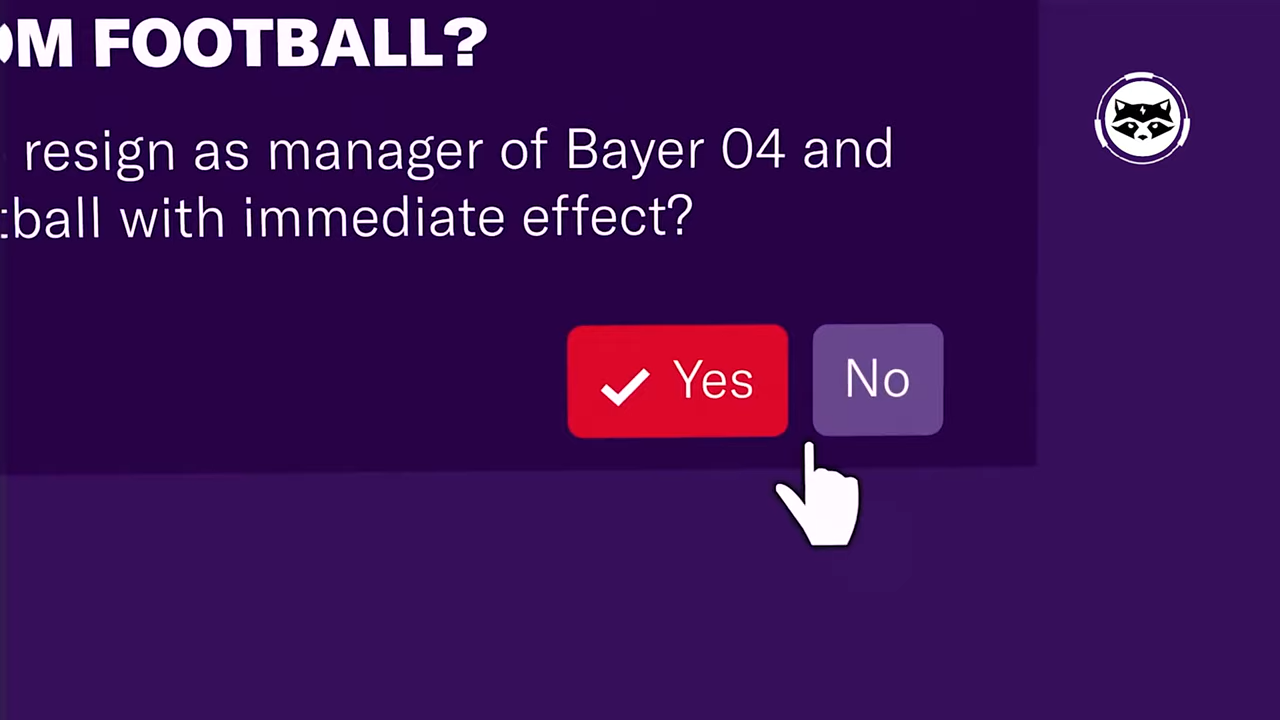 OM FOOTBALL?
resign as manager of Bayer 04 and
tball with immediate effect?
Yes
No